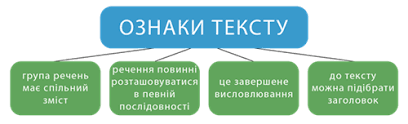 ОЗНАКИ ТЕКСТУ
група речень
має спільний
зміст
речення повинні
розташовуватися
в певній
послідовності
це завершене
висловлювання
до тексту
можна підібрати
заголовок